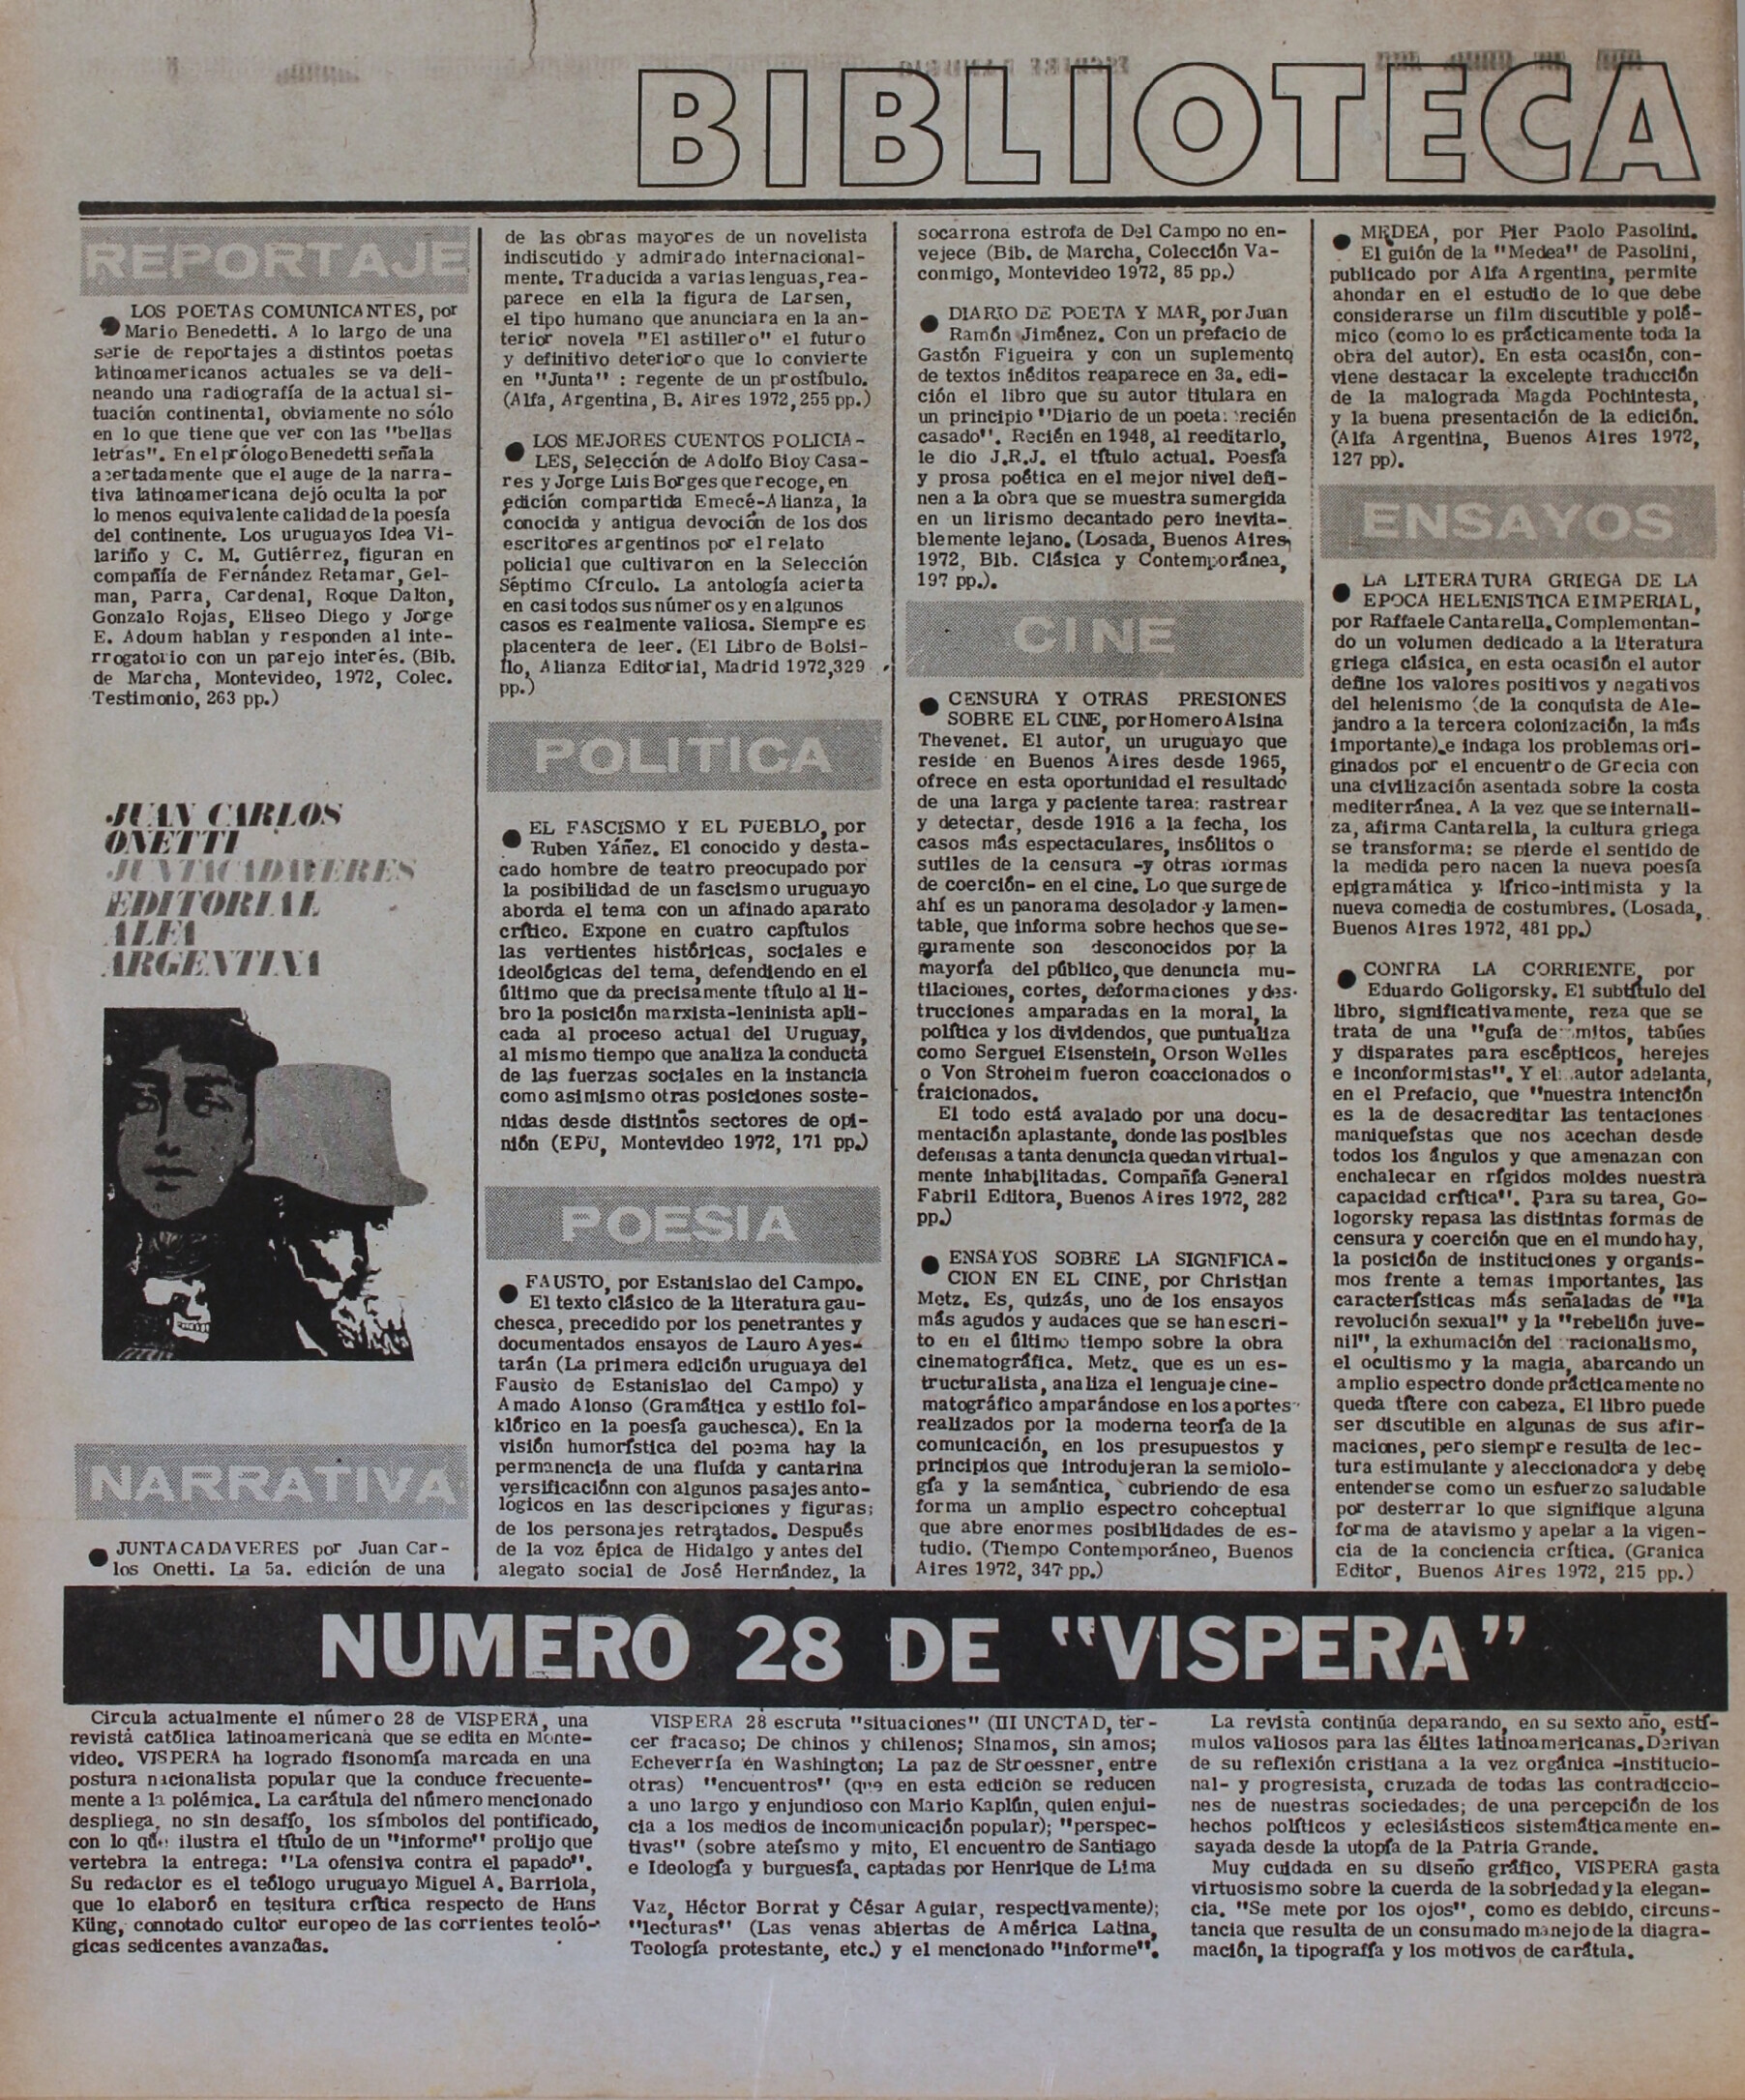 BIBLIOTECA
REPORTAJE
LOS POETAS COMUNICANTES, por
Mario Benedetti. A lo largo de una
serie de reportajes a distintos poetas
latinoamericanos actuales se va deli-
neando una radiografía de la actual si-
tuación continental, obviamente no sólo
en lo que tiene que ver con las "bellas
letras". En el prólogo Benedetti señala
acertadamente que el auge de la narra-
tiva latinoamericana dejó oculta la por
lo menos equivalente calidad de la poesía
del continente. Los uruguayos Idea Vi-
lariño y C. M. Gutiérrez, figuran en
compañía de Fernández Retamar, Gel-
man, Parra, Cardenal, Roque Dalton,
Gonzalo Rojas, Eliseo Diego y Jorge
E. Adoum hablan y responden al inte-
rrogatorio con un parejo interés. (Bib.
de Marcha, Montevideo, 1972, Colec.
Testimonio, 263 pp.)
JUAN CARLOS
ONETTI
JUNTACADAVERES
EDITORIAL
ALFA
ARGENTINA
NARRATIVA
JUNTACADAVERES por Juan Car-
los Onetti. La 5a. edición de una
de las obras mayores de un novelista
indiscutido y admirado internacional-
mente. Traducida a varias lenguas, rea-
parece en ella la figura de Larsen,
el tipo humano que anunciara en la an-
terior novela "El astillero" el futuro
y definitivo deterioro que lo convierte
en "Junta" : regente de un prostíbulo.
(Alfa, Argentina, B. Aires 1972, 255 pp.)
LOS MEJORES CUENTOS POLICIA-
LES, Selección de Adolfo Bioy Casa-
res y Jorge Luis Borges que recoge, en
edición compartida Emecé-Alianza, la
conocida y antigua devoción de los dos
escritores argentinos por el relato
policial que cultivaron en la Selección
Séptimo Círculo. La antología acierta
en casi todos sus números y en algunos
casos es realmente valiosa. Siempre es
placentera de leer. (El Libro de Bolsi-
llo, Alianza Editorial, Madrid 1972, 329
pp.)
POLITICA
EL FASCISMO Y EL PUEBLO, por
Ruben Yáñez. El conocido y desta-
cado hombre de teatro preocupado por
la posibilidad de un fascismo uruguayo
aborda el tema con un afinado aparato
crítico. Expone en cuatro capítulos
las vertientes históricas, sociales e
ideológicas del tema, defendiendo en el
último que da precisamente título al li-
bro la posición marxista-leninista apli-
cada al proceso actual del Uruguay,
al mismo tiempo que analiza la conducta
de las fuerzas sociales en la instancia
como asimismo otras posiciones soste-
nidas desde distintos sectores de opi-
nión (EPU, Montevideo 1972, 171 pp.)
POESIA
FAUSTO, por Estanislao del Campo.
El texto clásico de la literatura gau-
chesca, precedido por los penetrantes y
documentados ensayos de Lauro Ayes-
tarán (La primera edición uruguaya del
Fausto de Estanislao del Campo) y
Amado Alonso (Gramática y estilo fol-
klórico en la poesía gauchesca). En la
visión humorística del poema hay la
permanencia de una fluída y cantarina
versificaciónn con algunos pasajes anto-
lógicos en las descripciones y figuras;
de los personajes retratados. Después
de la voz épica de Hidalgo y antes del
alegato social de José Hernández, la
socarrona estrofa de Del Campo no en-
vejece (Bib. de Marcha, Colección Va-
conmigo, Montevideo 1972, 85 pp.)
DIARIO DE POETA Y MAR, por Juan
Ramón Jiménez. Con un prefacio de
Gastón Figueira y con un suplemento
de textos inéditos reaparece en 3a. edi-
ción el libro que su autor titulara en
un principio "Diario de un poeta recién
casado". Recién en 1948, al reeditarlo,
le dio J.R.J. el título actual. Poesía
y prosa poética en el mejor nivel defi-
nen a la obra que se muestra sumergida
en un lirismo decantado pero inevita-
blemente lejano. (Losada, Buenos Aires,
1972, Bib. Clásica y Contemporánea,
197 pp.).
CINE
CENSURA Y OTRAS PRESIONES
SOBRE EL CINE, por Homero Alsina
Thevenet. El autor, un uruguayo que
reside en Buenos Aires desde 1965,
ofrece en esta oportunidad el resultado
de una larga y paciente tarea: rastrear
y detectar, desde 1916 a la fecha, los
casos más espectaculares, insólitos o
sutiles de la censura -y otras formas
de coerción- en el cine. Lo que surge de
ahí es un panorama desolador y lamen-
table, que informa sobre hechos que se-
guramente son desconocidos por la
mayoría del público, que denuncia mu-
tilaciones, cortes, deformaciones y des-
trucciones amparadas en la moral, la
política y los dividendos, que puntualiza
como Serguei Eisenstein, Orson Welles
o Von Stroheim fueron coaccionados o
traicionados.
El todo está avalado por una docu-
mentación aplastante, donde las posibles
defensas a tanta denuncia quedan virtual-
mente inhabilitadas. Compañía General
Fabril Editora, Buenos Aires 1972, 282
pp.)
ENSAYOS SOBRE LA SIGNIFICA-
CION EN EL CINE, por Christian
Metz. Es, quizás, uno de los ensayos
más agudos y audaces que se han escri-
to en el último tiempo sobre la obra
cinematográfica. Metz, que es un es-
tructuralista, analiza el lenguaje cine-
matográfico amparándose en los aportes
realizados por la moderna teoría de la
comunicación, en los presupuestos y
principios que introdujeran la semiolo-
gía y la semántica, cubriendo de esa
forma un amplio espectro conceptual
que abre enormes posibilidades de es-
tudio. (Tiempo Contemporáneo, Buenos
Aires 1972, 347 pp.)
MEDEA, por Pier Paolo Pasolini.
El guión de la "Medea" de Pasolini,
publicado por Alfa Argentina, permite
ahondar en el estudio de lo que debe
considerarse un film discutible y polé-
mico (como lo es prácticamente toda la
obra del autor). En esta ocasión, con-
viene destacar la excelente traducción
de la malograda Magda Pochintesta,
y la buena presentación de la edición.
(Alfa Argentina, Buenos Aires 1972,
127 pp).
ENSAYOS
LA LITERATURA GRIEGA DE LA
EPOCA HELENISTICA E IMPERIAL,
por Raffaele Cantarella. Complementan-
do un volumen dedicado a la literatura
griega clásica, en esta ocasión el autor
define los valores positivos y negativos
del helenismo (de la conquista de Ale-
jandro a la tercera colonización, la más
importante) e indaga los problemas ori-
ginados por el encuentro de Grecia con
una civilización asentada sobre la costa
mediterránea. A la vez que se internali-
za, afirma Cantarella, la cultura griega
se transforma: se pierde el sentido de
la medida pero nacen la nueva poesía
epigramática y lírico-intimista y la
nueva comedia de costumbres. (Losada,
Buenos Aires 1972, 481 pp.)
CONTRA LA CORRIENTE, por
Eduardo Goligorsky. El subtítulo del
libro, significativamente, reza que se
trata de una "guía de mitos, tabúes
y disparates para escépticos, herejes
e inconformistas". Y el autor adelanta,
en el Prefacio, que "nuestra intención
es la de desacreditar las tentaciones
maniqueístas que nos acechan desde
todos los ángulos y que amenazan con
enchalecar en rígidos moldes nuestra
capacidad crítica". Para su tarea, Go-
logorsky repasa las distintas formas de
censura y coerción que en el mundo hay,
la posición de instituciones y organis-
mos frente a temas importantes, las
características más señaladas de "la
revolución sexual" y la "rebelión juve-
nil", la exhumación del racionalismo,
el ocultismo y la magia, abarcando un
amplio espectro donde prácticamente no
queda títere con cabeza. El libro puede
ser discutible en algunas de sus afir-
maciones, pero siempre resulta de lec-
tura estimulante y aleccionadora y debe
entenderse como un esfuerzo saludable
por desterrar lo que signifique alguna
forma de atavismo y apelar a la vigen-
cia de la conciencia crítica. (Granica
Editor, Buenos Aires 1972, 215 pp.)
NUMERO 28 DE "VISPERA"
Circula actualmente el número 28 de VISPERA, una
revista católica latinoamericana que se edita en Monte-
video. VISPERA ha logrado fisonomía marcada en una
postura nacionalista popular que la conduce frecuente-
mente a la polémica. La carátula del número mencionado
despliega, no sin desafío, los símbolos del pontificado,
con lo que ilustra el título de un "informe" prolijo que
vertebra la entrega: "La ofensiva contra el papado".
Su redactor es el teólogo uruguayo Miguel A. Barriola,
que lo elaboró en tesitura crítica respecto de Hans
Küng, connotado cultor europeo de las corrientes teoló-
gicas sedicentes avanzadas.
VISPERA 28 escruta "situaciones" (III UNCTAD, ter-
cer fracaso; De chinos y chilenos; Sinamos, sin amos;
Echeverría en Washington; La paz de Stroessner, entre
otras) "encuentros" (que en esta edición se reducen
a uno largo y enjundioso con Mario Kaplún, quien enjui-
cia a los medios de incomunicación popular); "perspec-
tivas" (sobre ateísmo y mito, El encuentro de Santiago
e Ideología y burguesía, captadas por Henrique de Lima
Vaz, Héctor Borrat y César Aguiar, respectivamente);
"lecturas" (Las venas abiertas de América Latina,
Teología protestante, etc.) y el mencionado "informe".
La revista continúa deparando, en su sexto año, estí-
mulos valiosos para las élites latinoamericanas. Derivan
de su reflexión cristiana a la vez orgánica -institucio-
nal- y progresista, cruzada de todas las contradiccio-
nes de nuestras sociedades; de una percepción de los
hechos políticos y eclesiásticos sistemáticamente en-
sayada desde la utopía de la Patria Grande.
Muy cuidada en su diseño gráfico, VISPERA gasta
virtuosismo sobre la cuerda de la sobriedad y la elegan-
cia. "Se mete por los ojos", como es debido, circuns-
tancia que resulta de un consumado manejo de la diagra-
mación, la tipografía y los motivos de carátula.